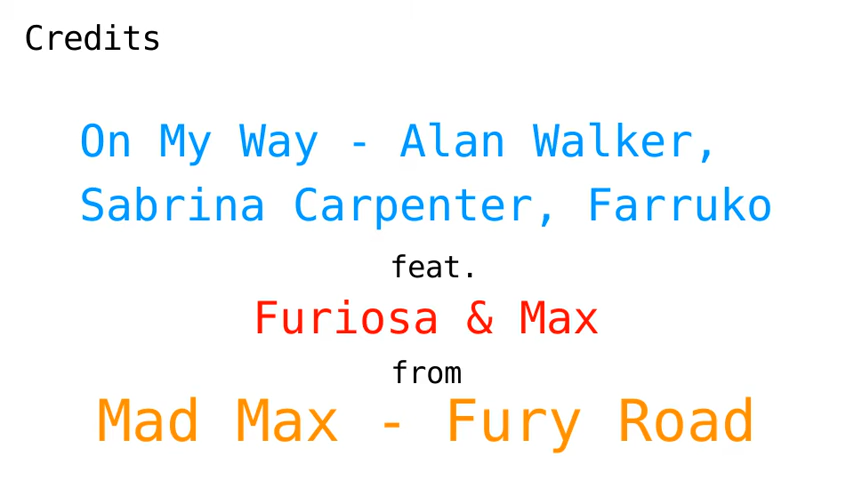 Credits
On My Way - Alan Walker,
Sabrina Carpenter, Farruko
feat.
Furiosa & Max
from
Mad Max - Fury Road